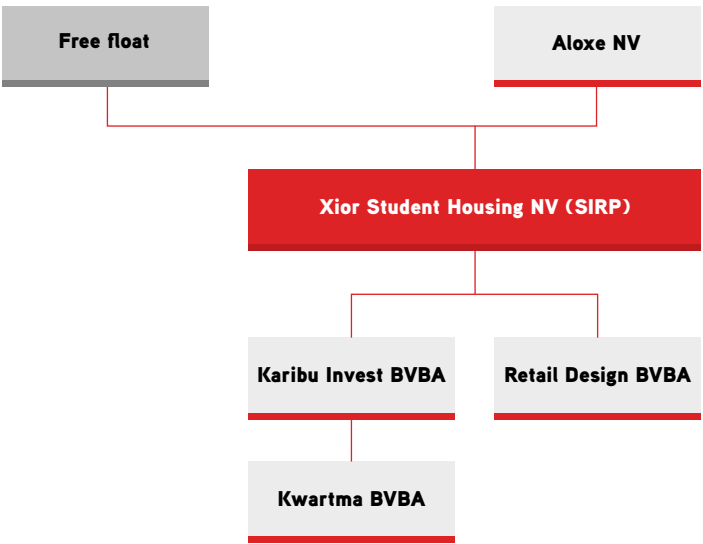 Free float
Aloxe NV
Xior Student Housing NV (SIRP)
Karibu Invest BVBA
Retail Design BVBA
Kwartma BVBA